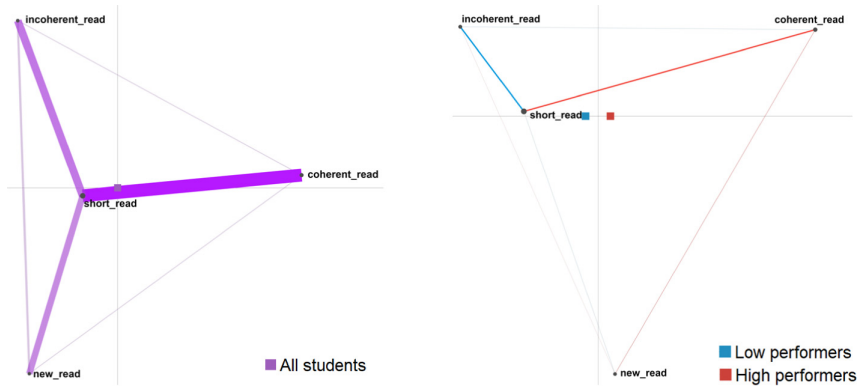 incoherent_read
coherent_read
short_read
new_read
All students
incoherent_read
coherent_read
short_read
new_read
Low performers
High performers